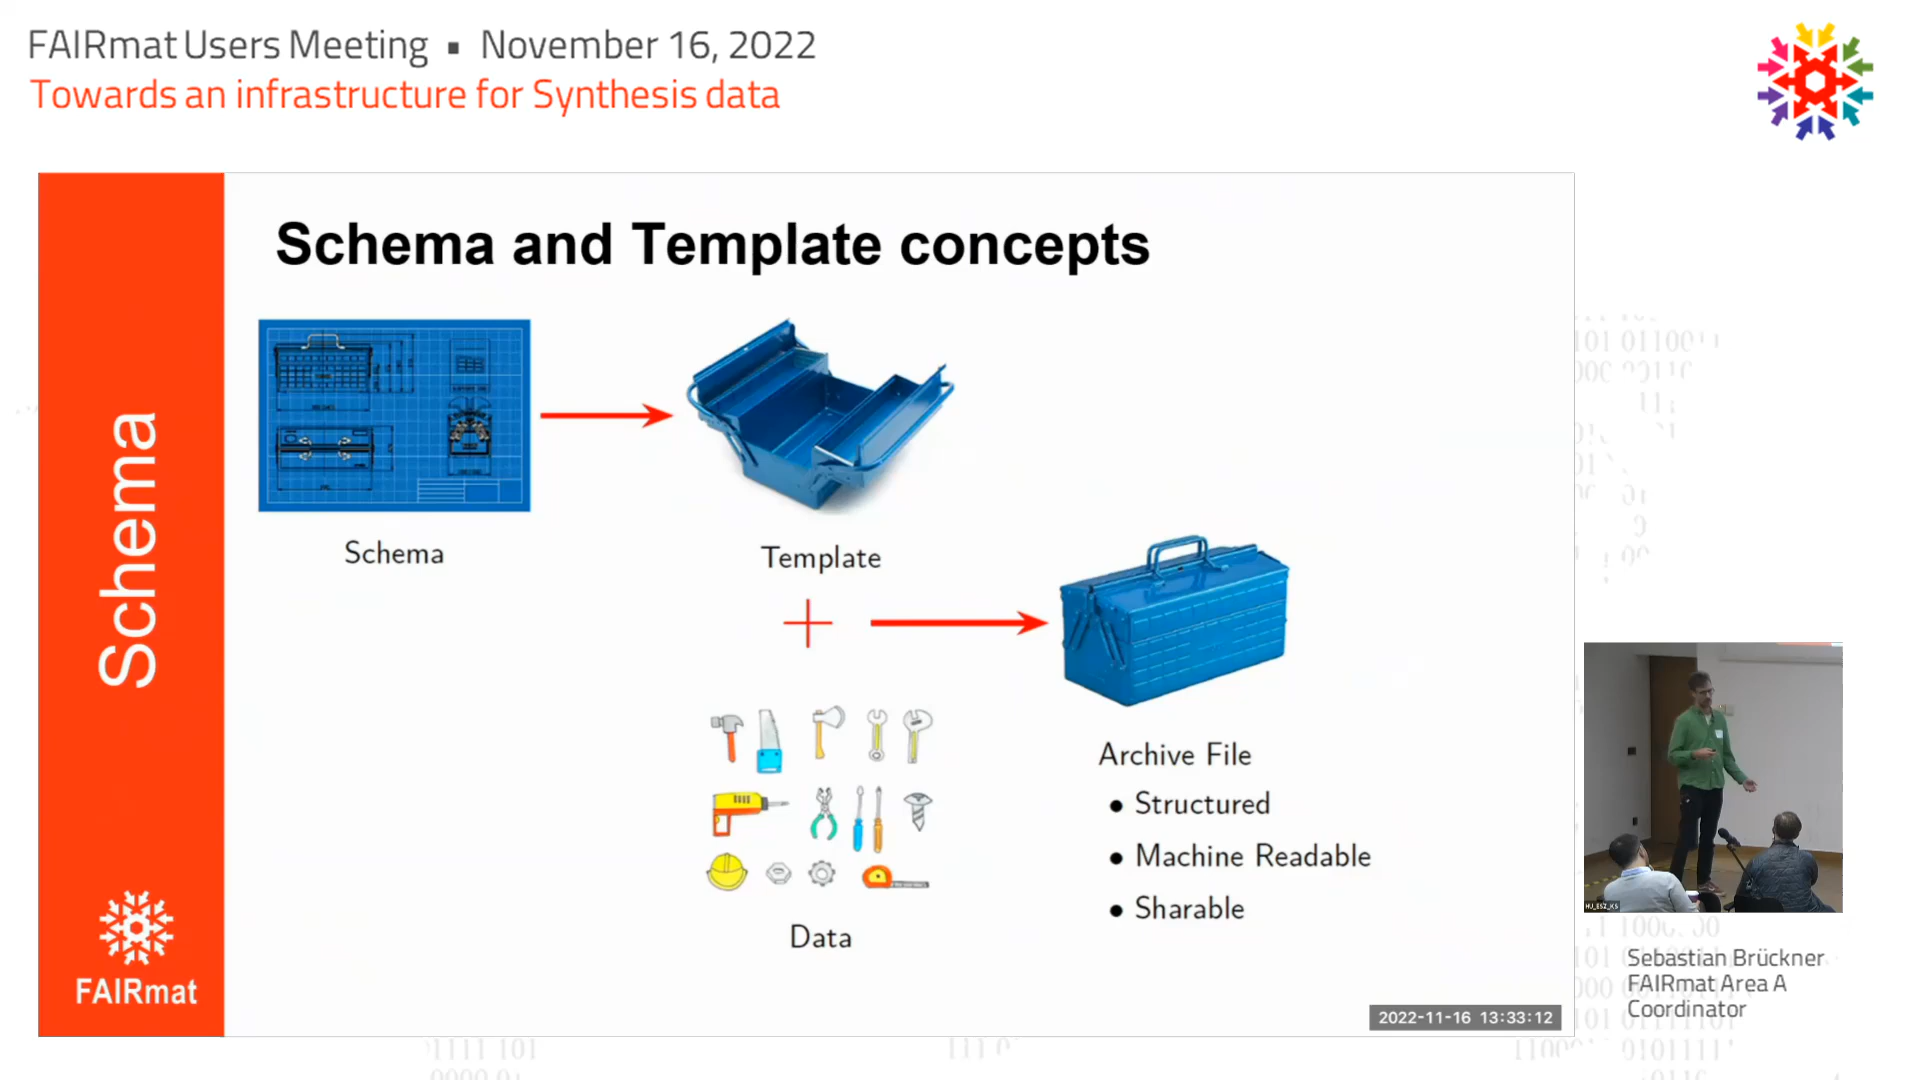 FAIRmat Users Meeting ▪ November 16, 2022
Towards an infrastructure for Synthesis data
Schema
FAIRmat
Schema and Template concepts
Schema
Template
Data
Archive File
• Structured
• Machine Readable
• Sharable
2022-11-16 13:33:12
HU_ESZ_KS
Sebastian Brückner
FAIRmat Area A
Coordinator